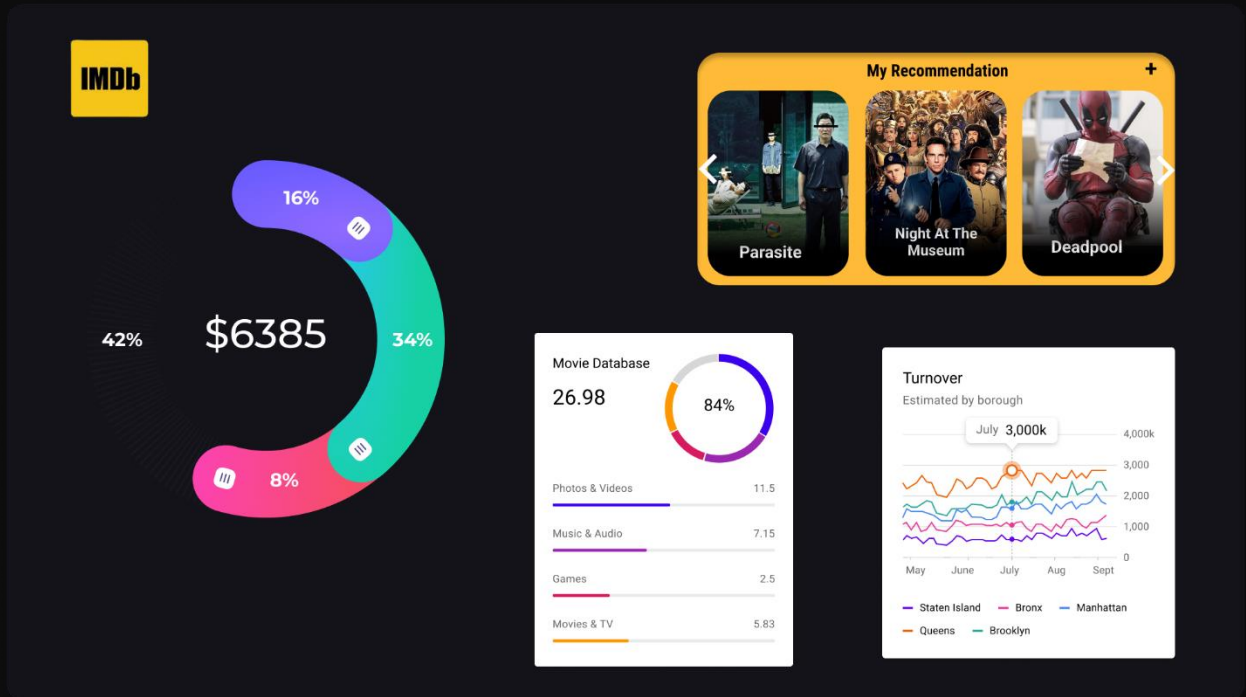 IMDb
16%
42%
$6385
34%
8%
My Recommendation +
Parasite
Night At The
Museum
Deadpool
Movie Database
26.98
84%
Photos & Videos 11.5
Music & Audio 7.15
Games 2.5
Movies & TV 5.83
Turnover
Estimated by borough
July 3,000k
4,000k
3,000
2,000
1,000
0
May June July Aug Sept
Staten Island Bronx Manhattan
Queens Brooklyn